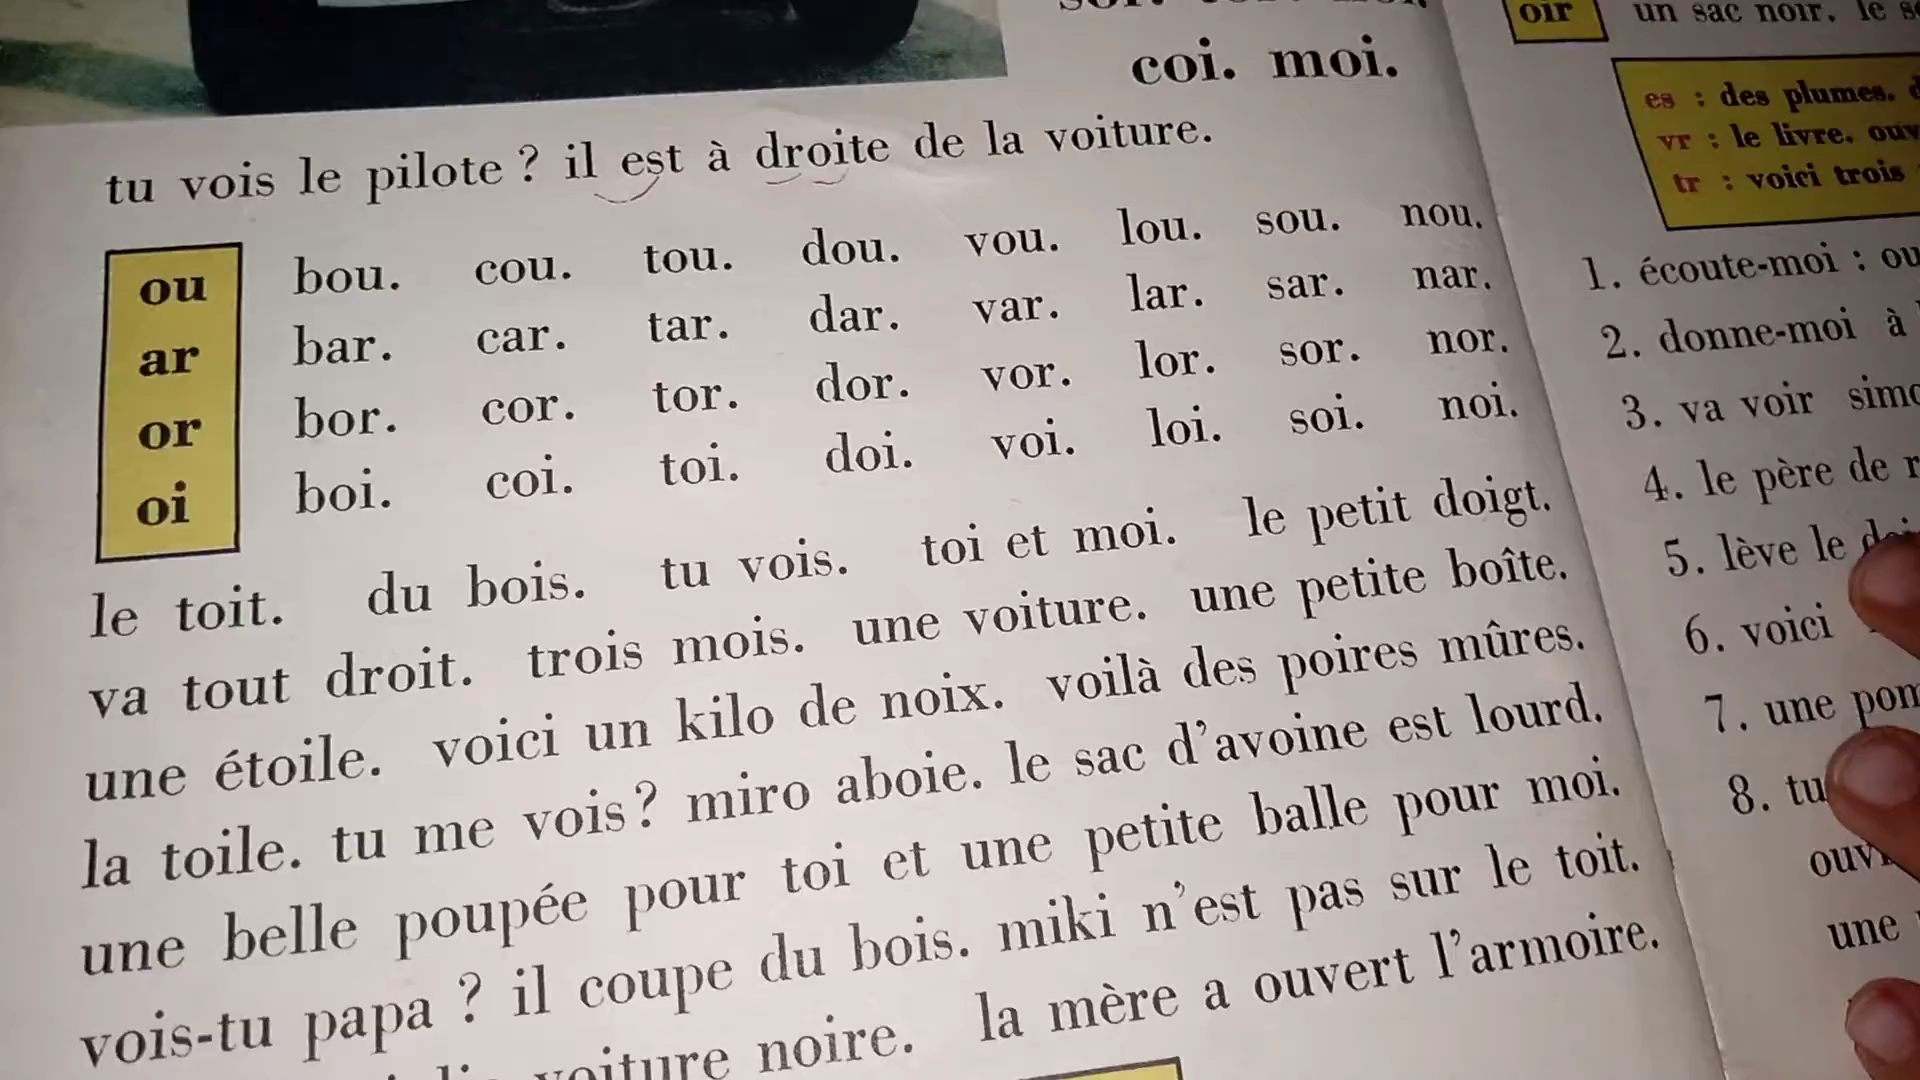 coi. moi.
tu vois le pilote ? il est à droite de la voiture.
ou bou. cou. tou. dou. vou. lou. sou. nou.
ar bar. car. tar. dar. var. lar. sar. nar.
or bor. cor. tor. dor. vor. lor. sor. nor.
oi boi. coi. toi. doi. voi. loi. soi. noi.
le toit. du bois. tu vois. toi et moi. le petit doigt.
va tout droit. trois mois. une voiture. une petite boîte.
une étoile. voici un kilo de noix. voilà des poires mûres.
la toile. tu me vois ? miro aboie. le sac d'avoine est lourd.
une belle poupée pour toi et une petite balle pour moi.
vois-tu papa ? il coupe du bois. miki n'est pas sur le toit.
voiture noire. la mère a ouvert l'armoire.
oir un sac noir. le
es : des plumes.
vr : le livre.
tr : voici trois
1. écoute-moi :
2. donne-moi à
3. va voir
4. le père de
5. lève le
6. voici
7. une
8. tu
une